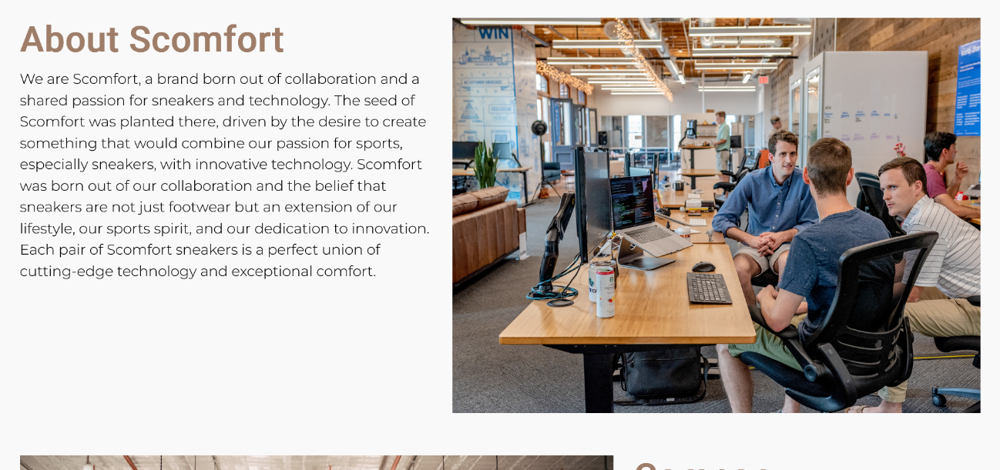 About Scomfort
We are Scomfort, a brand born out of collaboration and a
shared passion for sneakers and technology. The seed of
Scomfort was planted there, driven by the desire to create
something that would combine our passion for sports,
especially sneakers, with innovative technology. Scomfort
was born out of our collaboration and the belief that
sneakers are not just footwear but an extension of our
lifestyle, our sports spirit, and our dedication to innovation.
Each pair of Scomfort sneakers is a perfect union of
cutting-edge technology and exceptional comfort.
WIN